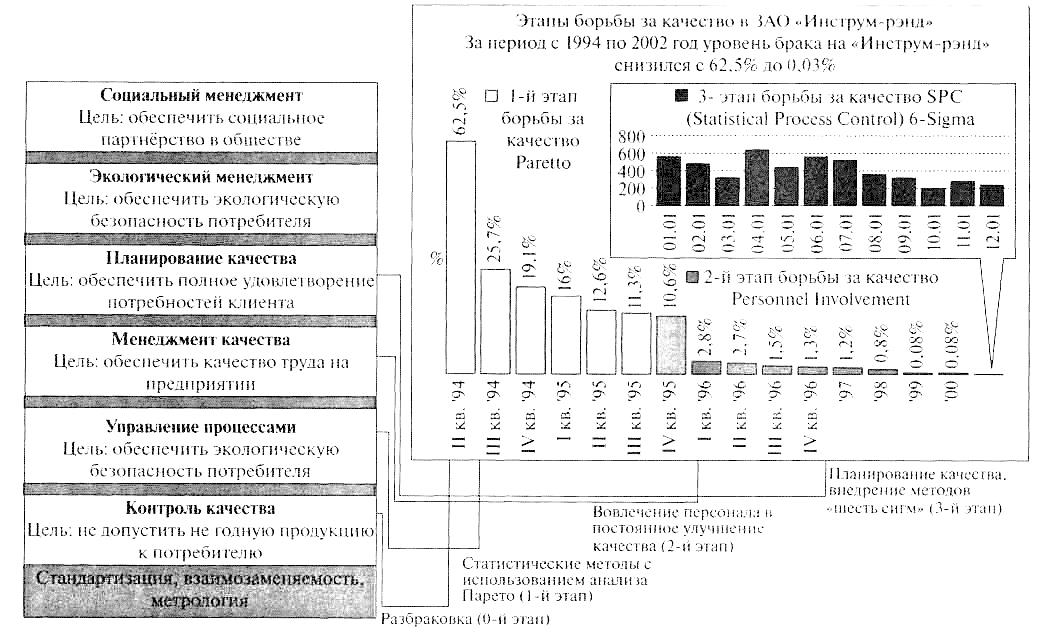 Социальный менеджмент
Цель: обеспечить социальное
партнёрство в обществе
Экологический менеджмент
Цель: обеспечить экологическую
безопасность потребителя
Планирование качества
Цель: обеспечить полное удовлетворение
потребностей клиента
Менеджмент качества
Цель: обеспечить качество труда на
предприятии
Управление процессами
Цель: обеспечить экологическую
безопасность потребителя
Контроль качества
Цель: не допустить не годную продукцию
к потребителю
Стандартизация, взаимозаменяемость,
метрология
Этапы борьбы за качество в ЗАО «Инструм-рэнд»
За период с 1994 по 2002 год уровень брака на «Инструм-рэнд»
снизился с 62,5% до 0,03%
1-й этап
борьбы за
качество
Paretto
3- этап борьбы за качество SPC
(Statistical Process Control) 6-Sigma
800
600
400
200
0
01.01
02.01
03.01
04.01
05.01
06.01
07.01
08.01
09.01
10.01
11.01
12.01
2-й этап борьбы за качество
Personnel Involvement
%
62,5%
25,7%
19,1%
16%
12,6%
11,3%
10,6%
2,8%
2,7%
1,5%
1,3%
1,2%
0,8%
0,08%
0,08%
II кв. '94
III кв. '94
IV кв. '94
I кв. '95
II кв. '95
III кв. '95
IV кв. '95
I кв. '96
II кв. '96
III кв. '96
IV кв. '96
'97
'98
'99
'00
Планирование качества,
внедрение методов
«шесть сигм» (3-й этап)
Вовлечение персонала в
постоянное улучшение
качества (2-й этап)
Статистические методы с
использованием анализа
Парето (1-й этап)
Разбраковка (0-й этап)